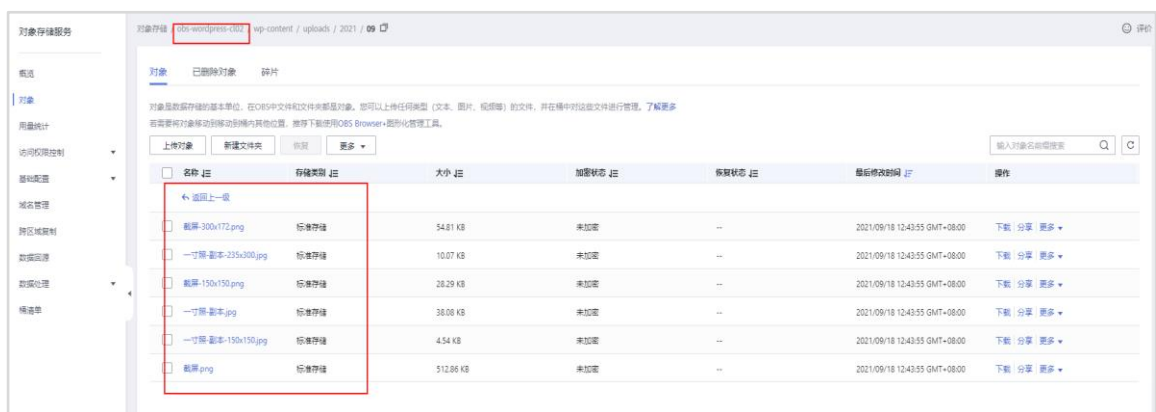 对象存储服务
对象存储 / obs-wordpress-cll02 / wp-content / uploads / 2021 / 09
评价
概览
对象
用量统计
访问权限控制
基础配置
域名管理
跨区域复制
数据回源
数据处理
桶清单
对象 已删除对象 碎片
对象是数据存储的基本单位，在OBS中文件和文件夹都是对象。您可以上传任何类型（文本、图片、视频等）的文件，并在桶中对这些文件进行管理。了解更多
若需要将对象移动到移动到桶内其他位置，推荐下载使用OBS Browser+图形化管理工具。
上传对象 新建文件夹 恢复 更多 输入对象名前缀搜索
名称 存储类别 大小 加密状态 恢复状态 最后修改时间 操作
返回上一级
截屏-300x172.png 标准存储 54.81 KB 未加密 -- 2021/09/18 12:43:55 GMT+08:00 下载 分享 更多
一寸照-副本-235x300.jpg 标准存储 10.07 KB 未加密 -- 2021/09/18 12:43:55 GMT+08:00 下载 分享 更多
截屏-150x150.png 标准存储 28.29 KB 未加密 -- 2021/09/18 12:43:55 GMT+08:00 下载 分享 更多
一寸照-副本.jpg 标准存储 38.08 KB 未加密 -- 2021/09/18 12:43:55 GMT+08:00 下载 分享 更多
一寸照-副本-150x150.jpg 标准存储 4.54 KB 未加密 -- 2021/09/18 12:43:55 GMT+08:00 下载 分享 更多
截屏.png 标准存储 512.86 KB 未加密 -- 2021/09/18 12:43:55 GMT+08:00 下载 分享 更多